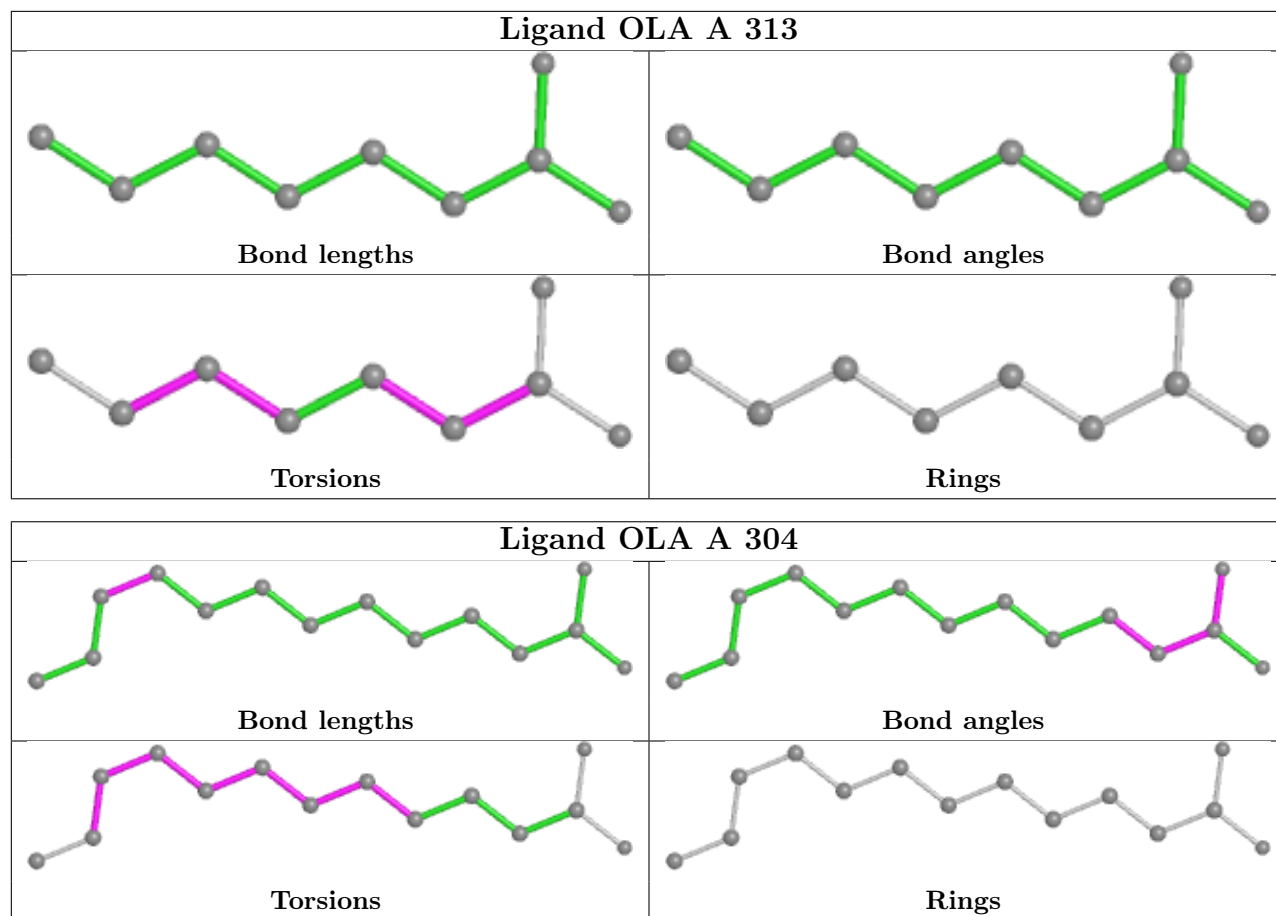 Ligand OLA A 313
Bond lengths
Bond angles
Torsions
Rings
Ligand OLA A 304
Bond lengths
Bond angles
Torsions
Rings